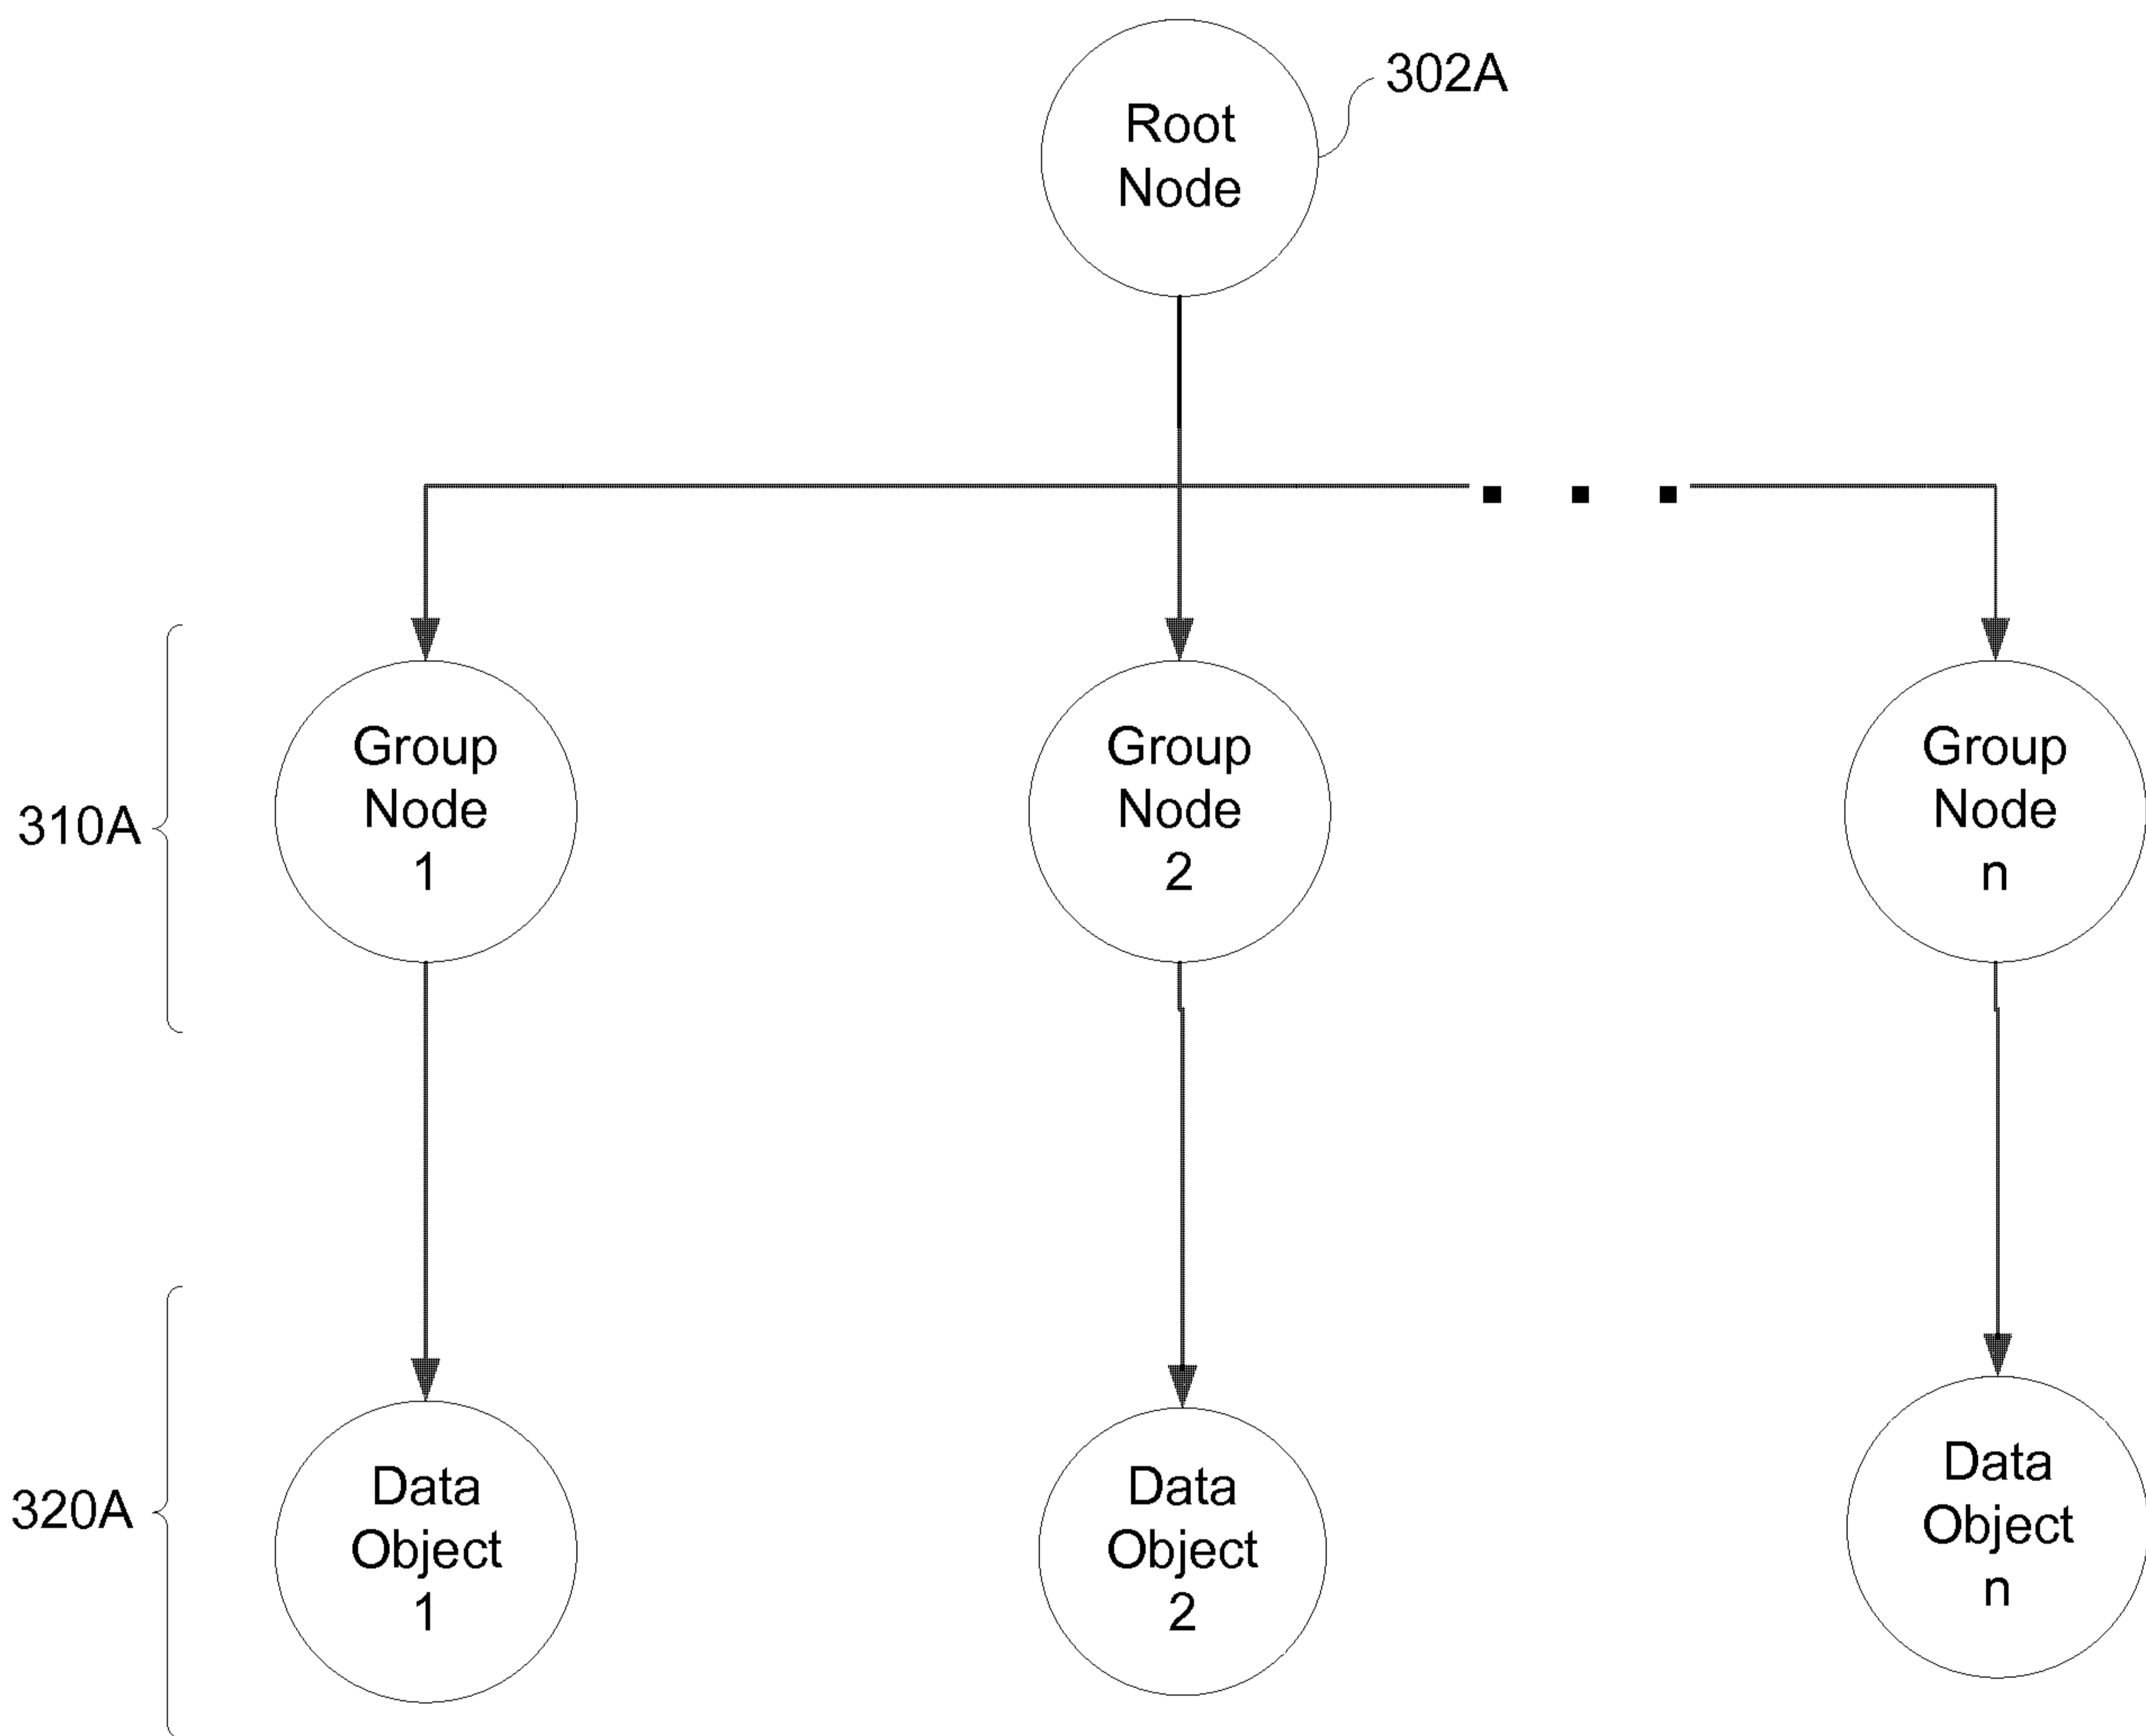 302A
Root
Node
310A
Group
Node
1
Group
Node
2
Group
Node
n
320A
Data
Object
1
Data
Object
2
Data
Object
n